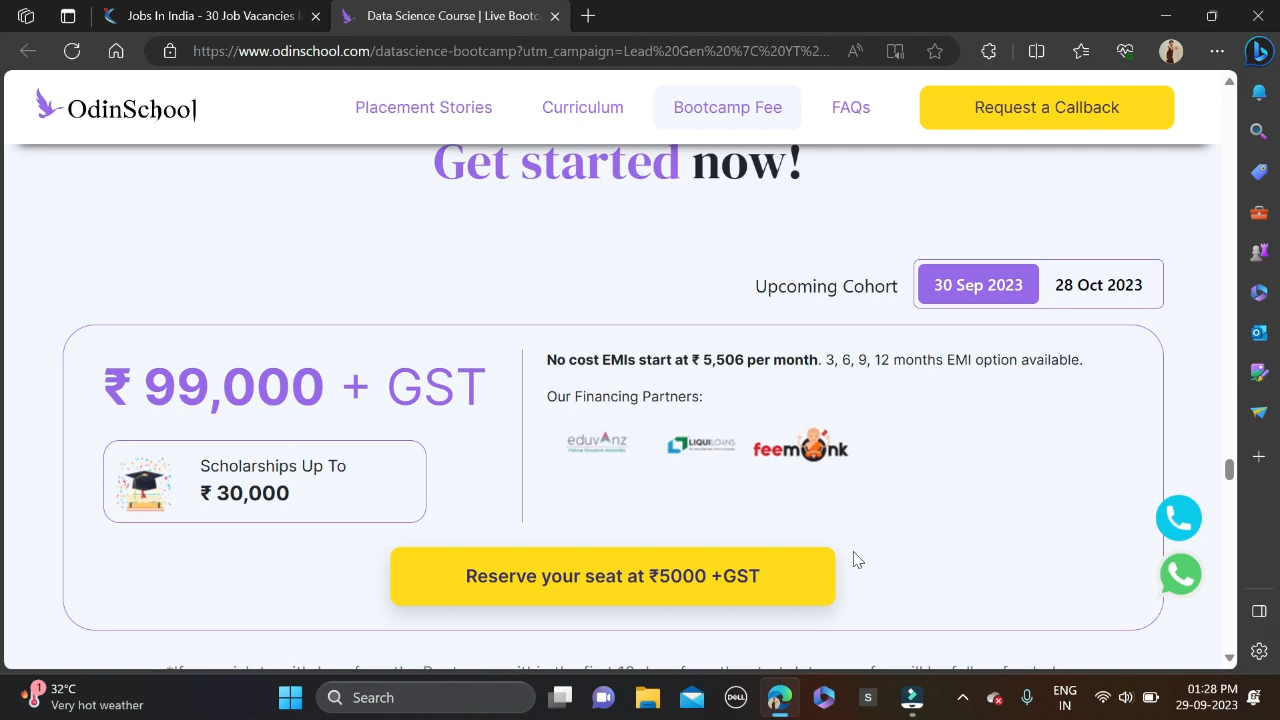 Jobs In India - 30 Job Vacancies
Data Science Course | Live Bootc
https://www.odinschool.com/datascience-bootcamp?utm_campaign=Lead%20Gen%20%7C%20YT%2...
OdinSchool
Placement Stories
Curriculum
Bootcamp Fee
FAQs
Request a Callback
Get started now!
Upcoming Cohort
30 Sep 2023
28 Oct 2023
₹ 99,000 + GST
No cost EMIs start at ₹ 5,506 per month. 3, 6, 9, 12 months EMI option available.
Our Financing Partners:
eduvanz
LIQUILOANS
feemonk
Scholarships Up To
₹ 30,000
Reserve your seat at ₹5000 +GST
1
32°C
Very hot weather
Search
DELL
S
ENG
IN
01:28 PM
29-09-2023